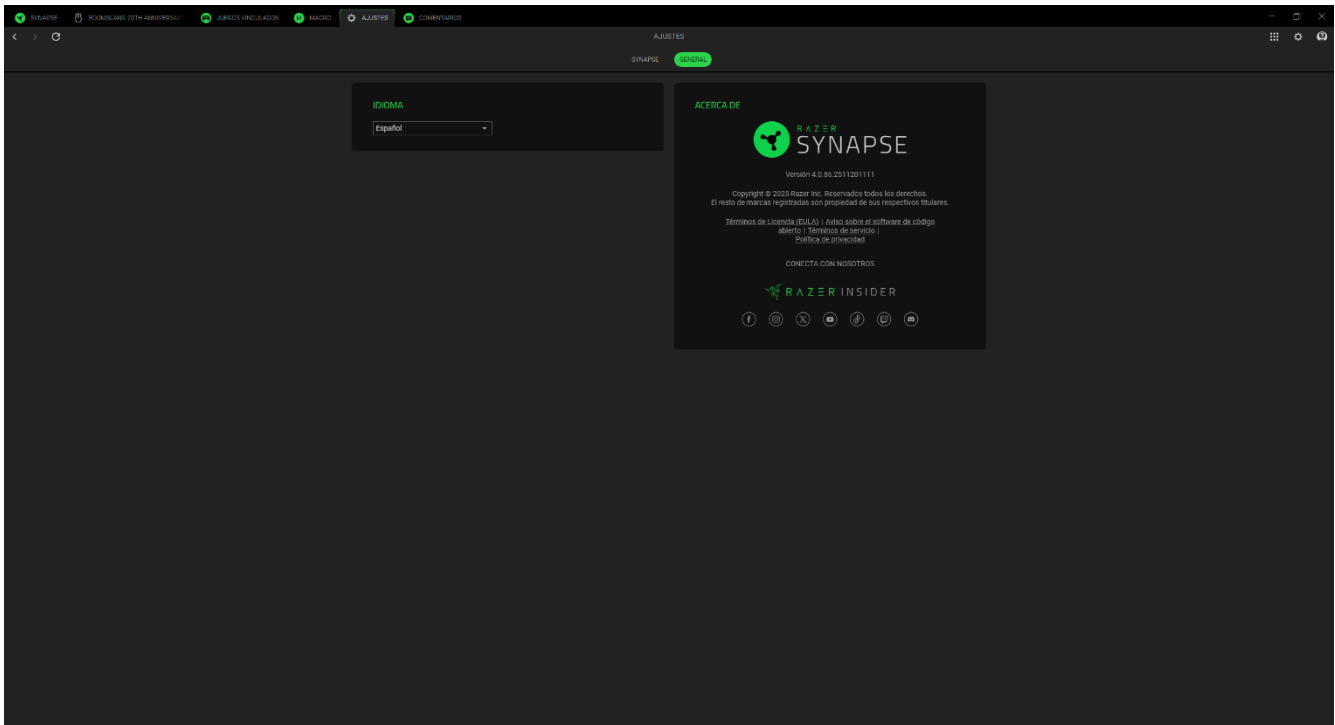 SYNAPSE
BOOMSLANG 20TH ANNIVERSA
JUEGOS VINCULADOS
MACRO
AJUSTES
COMENTARIOS
AJUSTES
SYNAPSE
GENERAL
IDIOMA
Español
ACERCA DE
RAZER
SYNAPSE
Versión 4.0.86.2511201111
Copyright © 2025 Razer Inc. Reservados todos los derechos.
El resto de marcas registradas son propiedad de sus respectivos titulares.
Términos de Licencia (EULA) | Aviso sobre el software de código
abierto | Términos de servicio |
Política de privacidad
CONECTA CON NOSOTROS
RAZER INSIDER